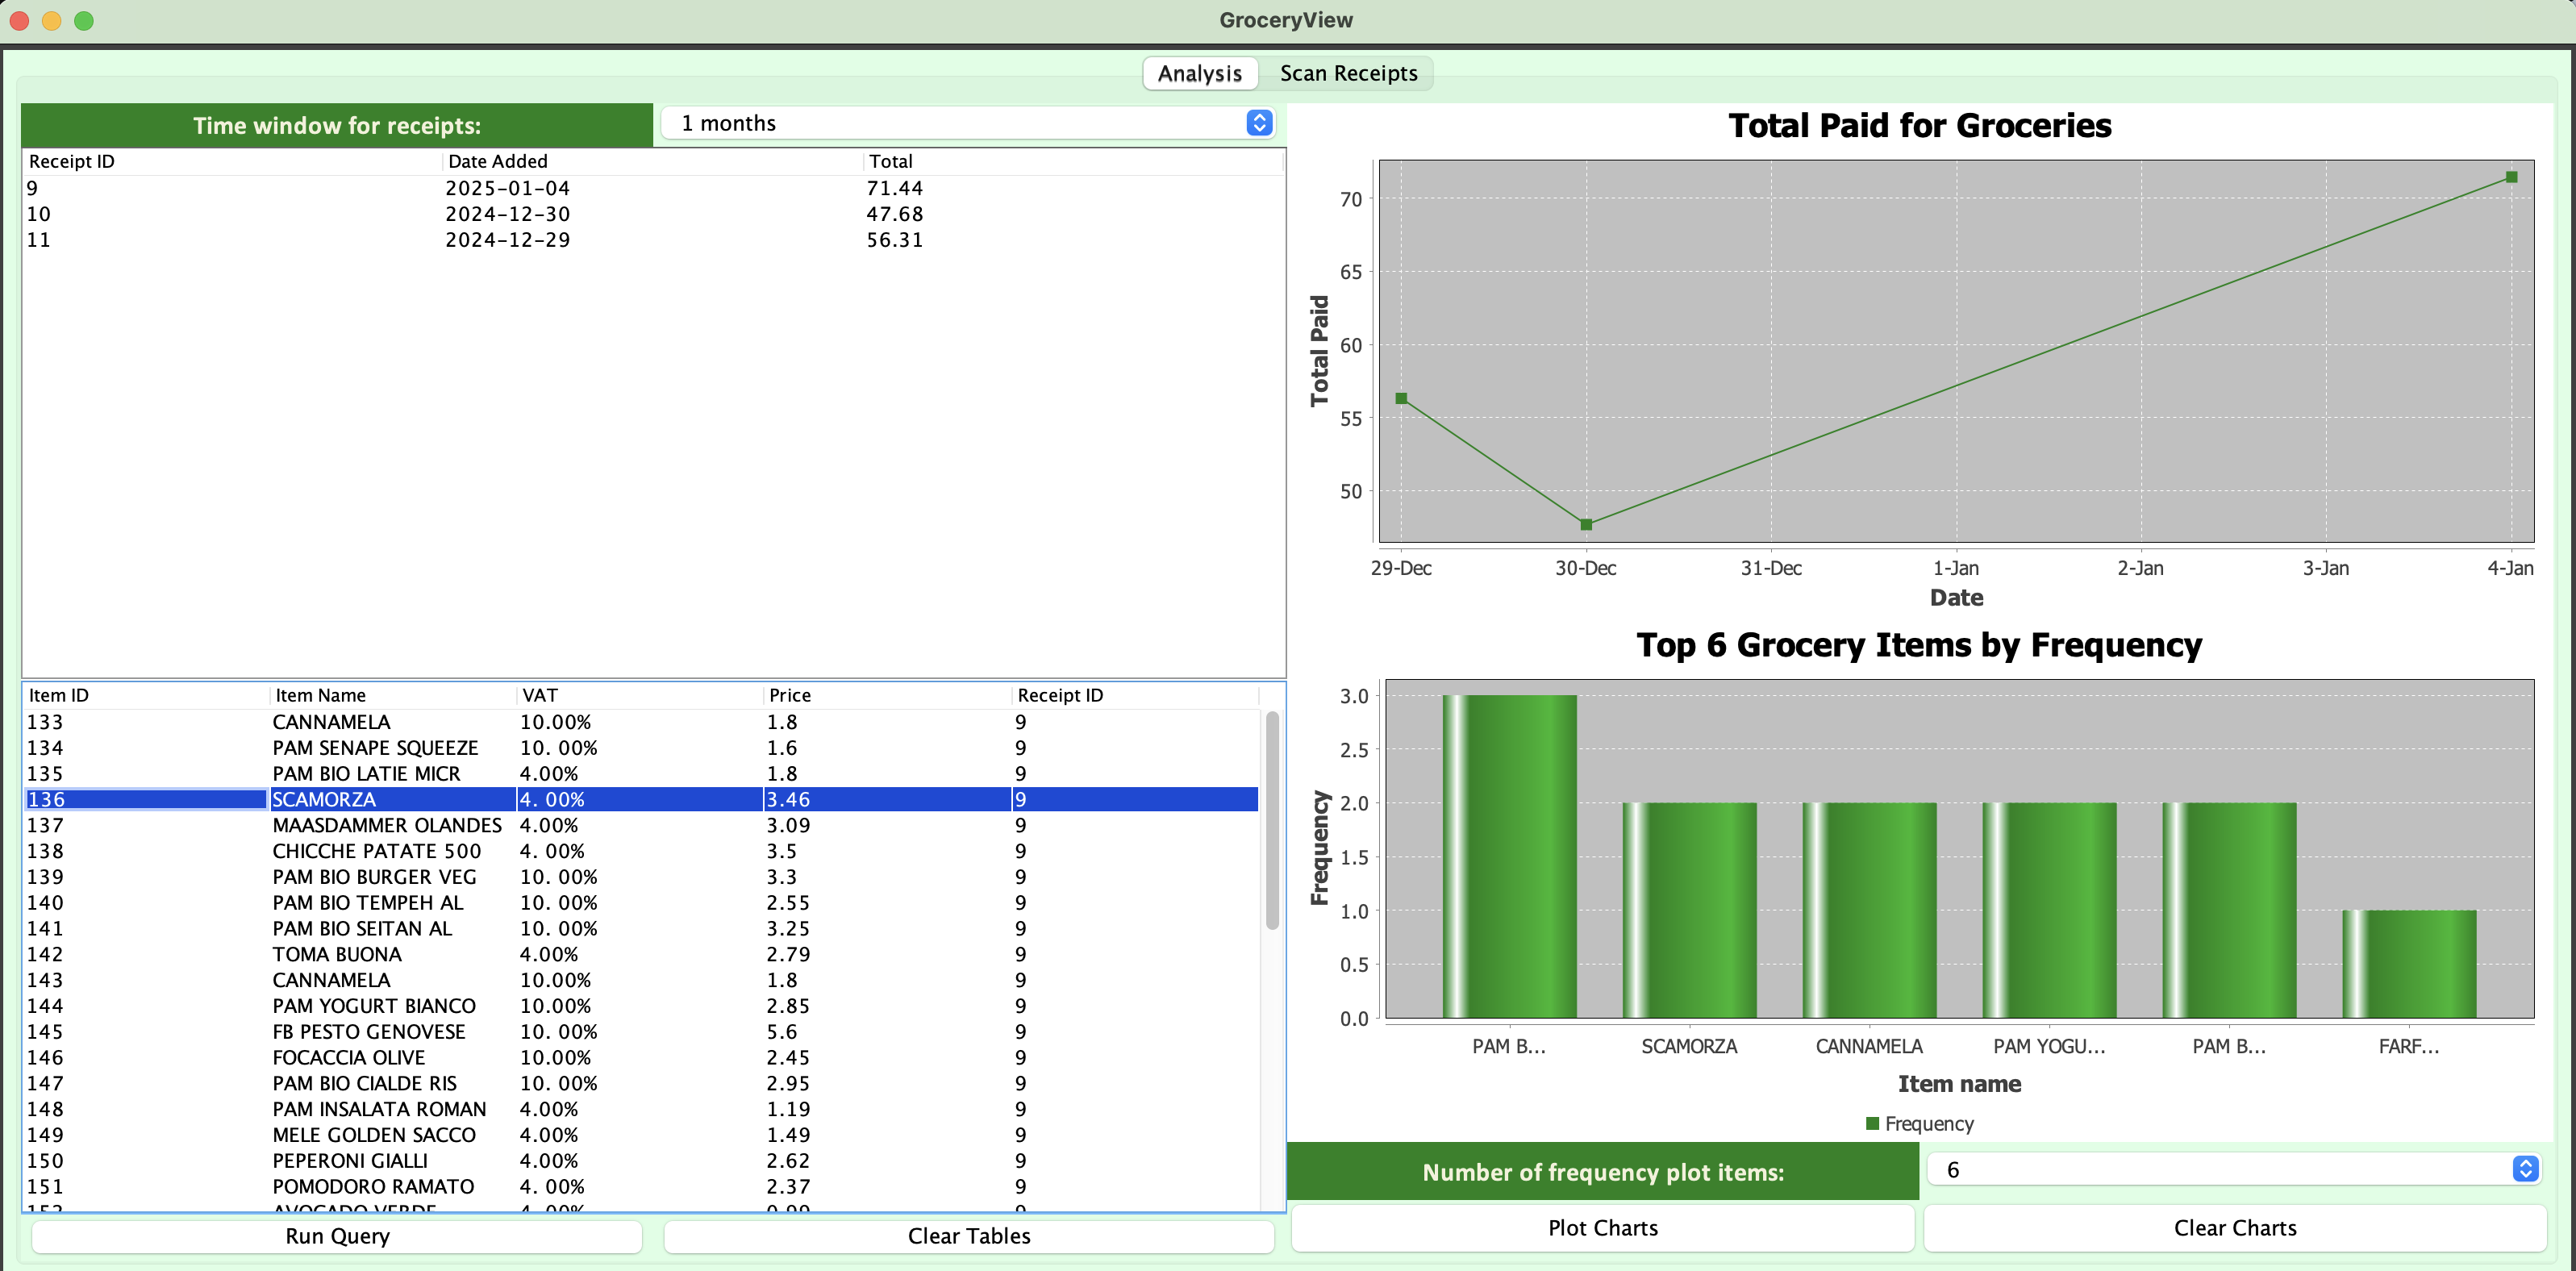 GroceryView
Analysis Scan Receipts
Time window for receipts: 1 months
Receipt ID Date Added Total
9 2025-01-04 71.44
10 2024-12-30 47.68
11 2024-12-29 56.31
Item ID Item Name VAT Price Receipt ID
133 CANNAMELA 10.00% 1.8 9
134 PAM SENAPE SQUEEZE 10. 00% 1.6 9
135 PAM BIO LATIE MICR 4.00% 1.8 9
136 SCAMORZA 4. 00% 3.46 9
137 MAASDAMMER OLANDES 4.00% 3.09 9
138 CHICCHE PATATE 500 4. 00% 3.5 9
139 PAM BIO BURGER VEG 10. 00% 3.3 9
140 PAM BIO TEMPEH AL 10. 00% 2.55 9
141 PAM BIO SEITAN AL 10. 00% 3.25 9
142 TOMA BUONA 4.00% 2.79 9
143 CANNAMELA 10.00% 1.8 9
144 PAM YOGURT BIANCO 10.00% 2.85 9
145 FB PESTO GENOVESE 10. 00% 5.6 9
146 FOCACCIA OLIVE 10.00% 2.45 9
147 PAM BIO CIALDE RIS 10. 00% 2.95 9
148 PAM INSALATA ROMAN 4.00% 1.19 9
149 MELE GOLDEN SACCO 4.00% 1.49 9
150 PEPERONI GIALLI 4.00% 2.62 9
151 POMODORO RAMATO 4. 00% 2.37 9
152 AVOCADO VERDE 4. 00% 0.99 9
Run Query Clear Tables
Total Paid for Groceries
Total Paid
70
65
60
55
50
29-Dec 30-Dec 31-Dec 1-Jan 2-Jan 3-Jan 4-Jan
Date
Top 6 Grocery Items by Frequency
Frequency
3.0
2.5
2.0
1.5
1.0
0.5
0.0
PAM B... SCAMORZA CANNAMELA PAM YOGU... PAM B... FARF...
Item name
Frequency
Number of frequency plot items: 6
Plot Charts Clear Charts